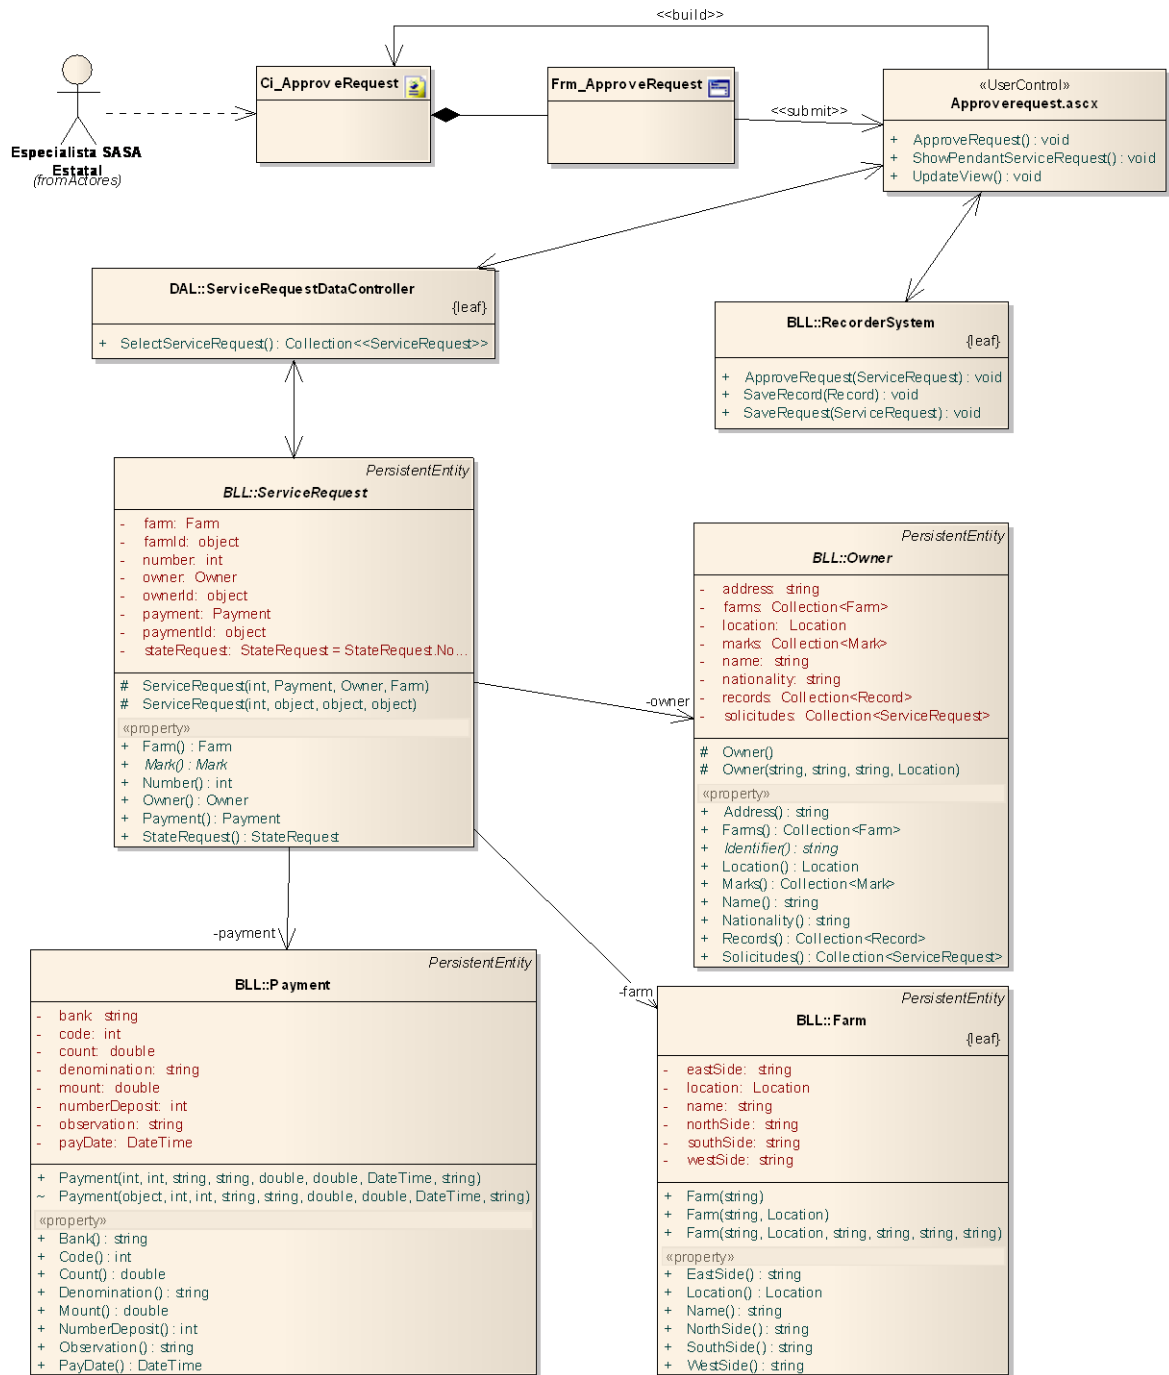 <<build>>
Ci_ApproveRequest
Frm_ApproveRequest
<<submit>>
«UserControl»
Approverequest.ascx
+ ApproveRequest() : void
+ ShowPendantServiceRequest() : void
+ UpdateView() : void
Especialista SASA
Estatal
(from Actores)
DAL::ServiceRequestDataController
{leaf}
+ SelectServiceRequest() : Collection<<ServiceRequest>>
BLL::RecorderSystem
{leaf}
+ ApproveRequest(ServiceRequest) : void
+ SaveRecord(Record) : void
+ SaveRequest(ServiceRequest) : void
PersistentEntity
BLL::ServiceRequest
- farm: Farm
- farmId: object
- number: int
- owner: Owner
- ownerId: object
- payment: Payment
- paymentId: object
- stateRequest: StateRequest = StateRequest.No...
# ServiceRequest(int, Payment, Owner, Farm)
# ServiceRequest(int, object, object, object)
«property»
+ Farm() : Farm
+ Mark() : Mark
+ Number() : int
+ Owner() : Owner
+ Payment() : Payment
+ StateRequest() : StateRequest
-owner
PersistentEntity
BLL::Owner
- address: string
- farms: Collection<Farm>
- location: Location
- marks: Collection<Mark>
- name: string
- nationality: string
- records: Collection<Record>
- solicitudes: Collection<ServiceRequest>
# Owner()
# Owner(string, string, string, Location)
«property»
+ Address() : string
+ Farms() : Collection<Farm>
+ Identifier() : string
+ Location() : Location
+ Marks() : Collection<Mark>
+ Name() : string
+ Nationality() : string
+ Records() : Collection<Record>
+ Solicitudes() : Collection<ServiceRequest>
-payment
PersistentEntity
BLL::Payment
- bank: string
- code: int
- count: double
- denomination: string
- mount: double
- numberDeposit: int
- observation: string
- payDate: DateTime
+ Payment(int, int, string, string, double, double, DateTime, string)
~ Payment(object, int, int, string, string, double, double, DateTime, string)
«property»
+ Bank() : string
+ Code() : int
+ Count() : double
+ Denomination() : string
+ Mount() : double
+ NumberDeposit() : int
+ Observation() : string
+ PayDate() : DateTime
-farm
PersistentEntity
BLL::Farm
{leaf}
- eastSide: string
- location: Location
- name: string
- northSide: string
- southSide: string
- westSide: string
+ Farm(string)
+ Farm(string, Location)
+ Farm(string, Location, string, string, string, string)
«property»
+ EastSide() : string
+ Location() : Location
+ Name() : string
+ NorthSide() : string
+ SouthSide() : string
+ WestSide() : string